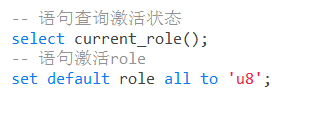 -- 语句查询激活状态
select current_role();
-- 语句激活role
set default role all to 'u8';